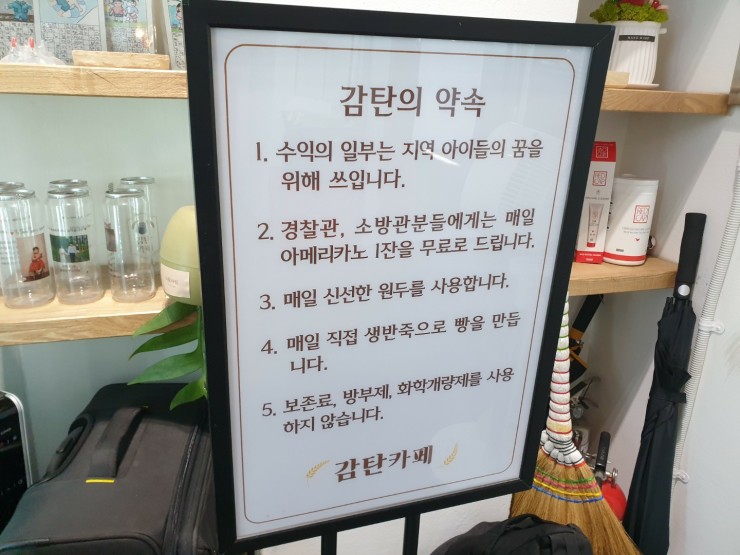 감탄의 약속
1. 수익의 일부는 지역 아이들의 꿈을
위해 쓰입니다.
2. 경찰관, 소방관분들에게는 매일
아메리카노 1잔을 무료로 드립니다.
3. 매일 신선한 원두를 사용합니다.
4. 매일 직접 생반죽으로 빵을 만듭
니다.
5. 보존료, 방부제, 화학개량제를 사용
하지 않습니다.
감탄카페